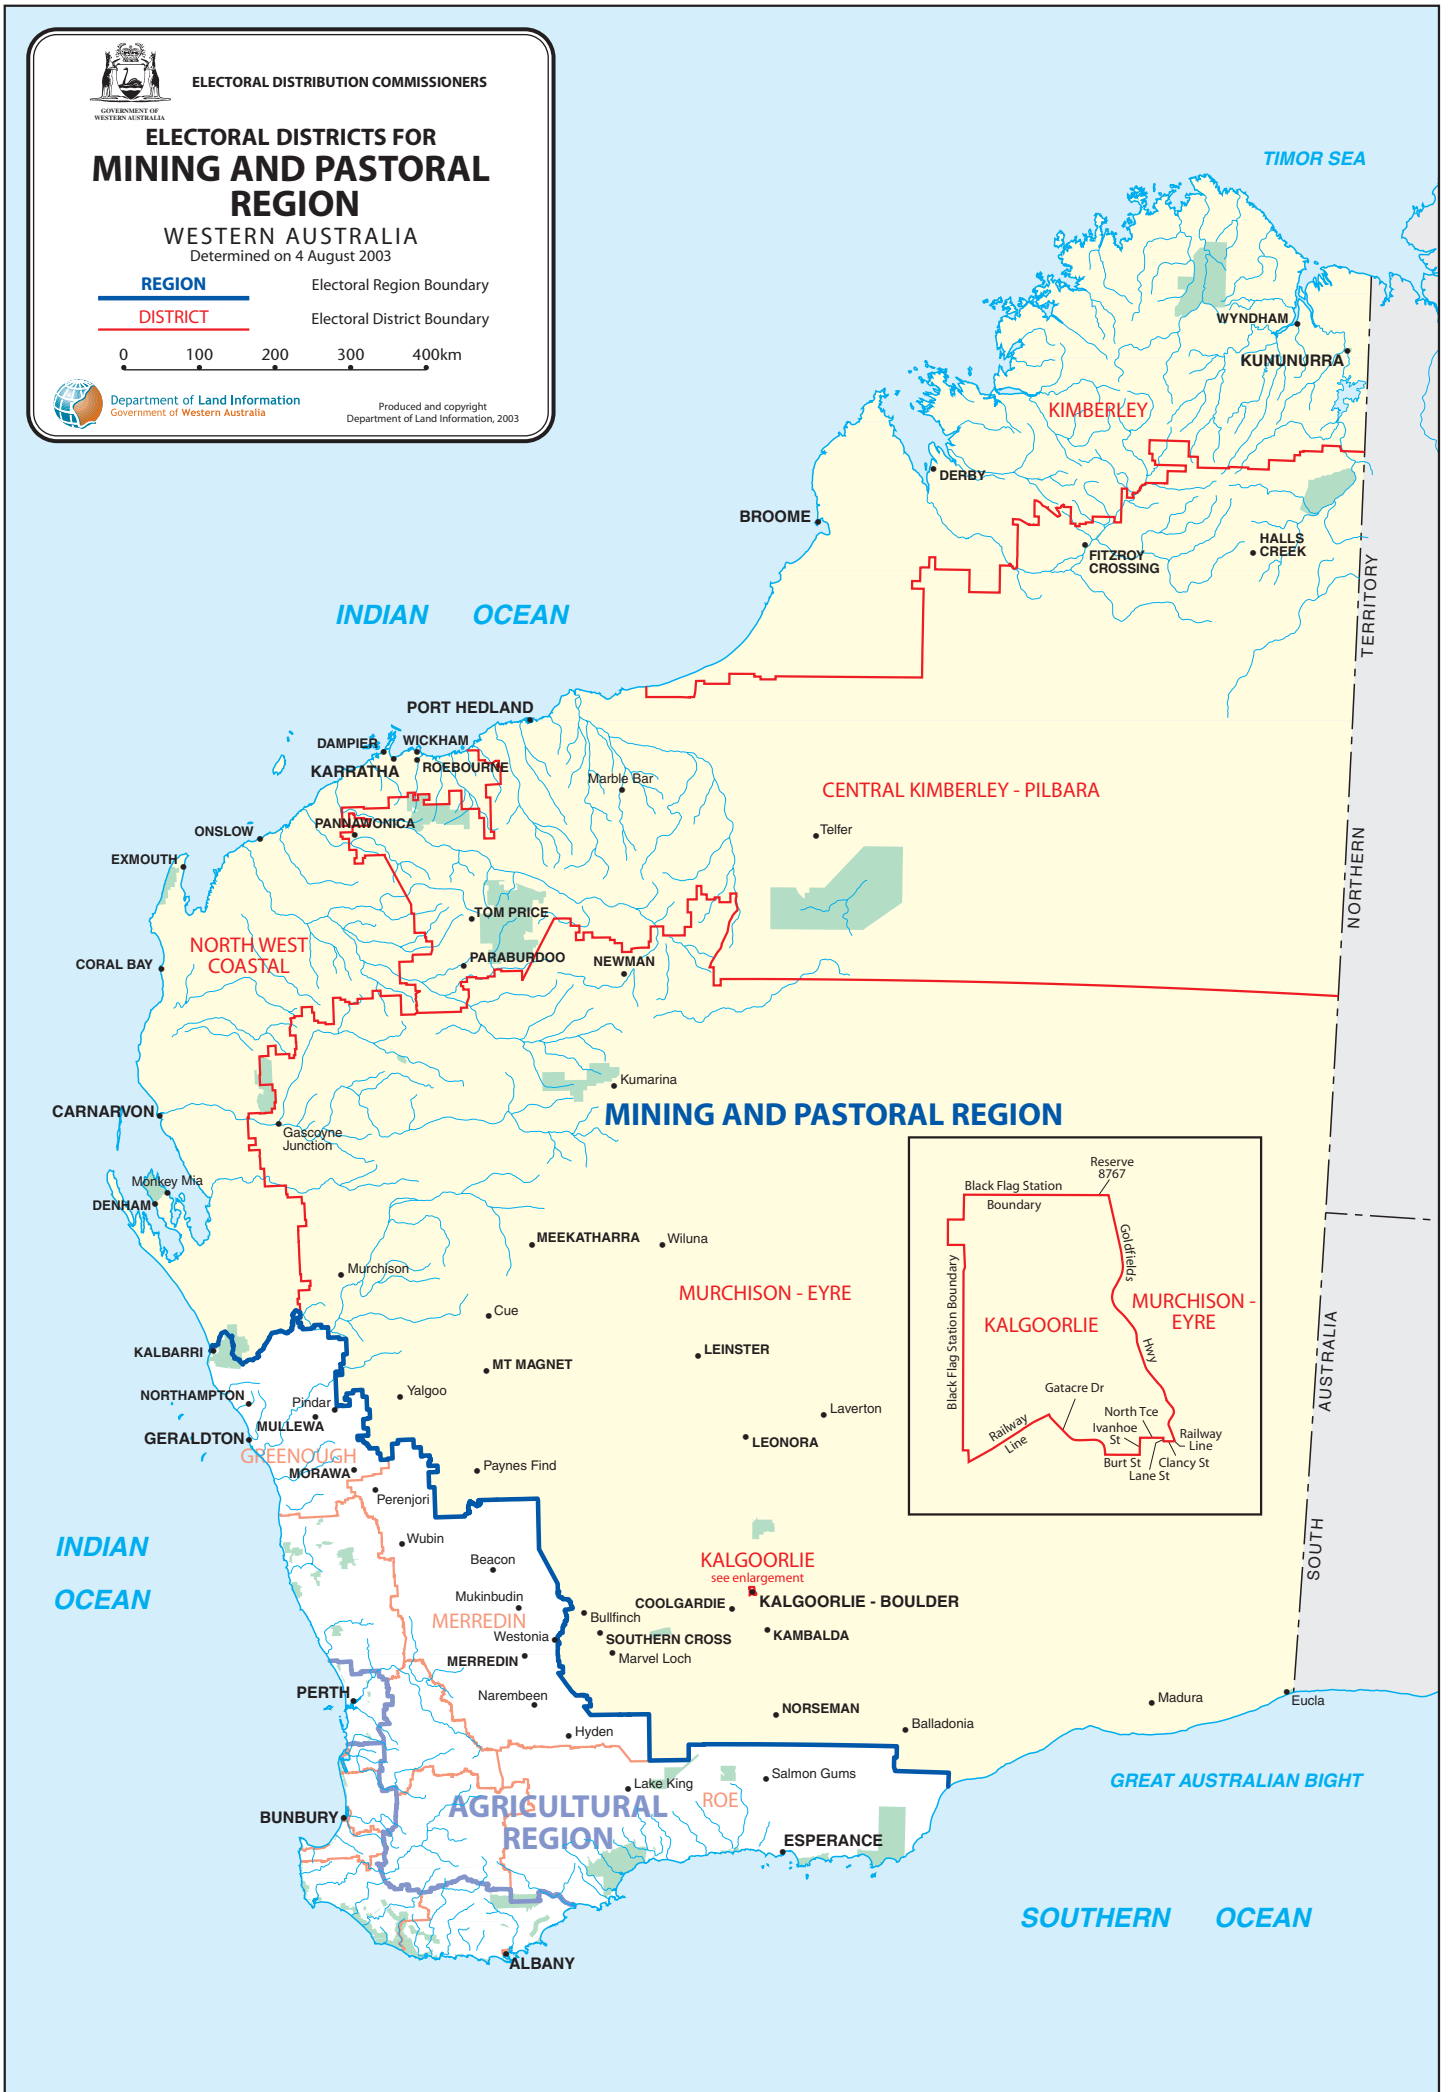 GOVERNMENT OF
WESTERN AUSTRALIA
ELECTORAL DISTRIBUTION COMMISSIONERS
ELECTORAL DISTRICTS FOR
MINING AND PASTORAL
REGION
WESTERN AUSTRALIA
Determined on 4 August 2003
REGION
Electoral Region Boundary
DISTRICT
Electoral District Boundary
0 100 200 300 400km
Department of Land Information
Government of Western Australia
Produced and copyright
Department of Land Information, 2003
TIMOR SEA
WYNDHAM
KUNUNURRA
KIMBERLEY
DERBY
BROOME
FITZROY
CROSSING
HALLS
CREEK
INDIAN OCEAN
NORTHERN TERRITORY
PORT HEDLAND
DAMPIER
WICKHAM
KARRATHA
ROEBOURNE
Marble Bar
CENTRAL KIMBERLEY - PILBARA
PANNAWONICA
Telfer
ONSLOW
EXMOUTH
TOM PRICE
NORTH WEST
COASTAL
CORAL BAY
PARABURDOO
NEWMAN
Kumarina
CARNARVON
MINING AND PASTORAL REGION
Gascoyne
Junction
Monkey Mia
DENHAM
MEEKATHARRA
Wiluna
Murchison
MURCHISON - EYRE
Cue
KALBARRI
LEINSTER
MT MAGNET
NORTHAMPTON
Yalgoo
Pindar
MULLEWA
Laverton
GERALDTON
GREENOUGH
LEONORA
MORAWA
Paynes Find
Perenjori
Reserve
8767
Black Flag Station
Boundary
Goldfields
Hwy
Black Flag Station Boundary
KALGOORLIE
MURCHISON -
EYRE
Gatacre Dr
North Tce
Ivanhoe
St
Railway
Line
Railway
Line
Burt St
Clancy St
Lane St
SOUTH AUSTRALIA
Wubin
INDIAN
OCEAN
Beacon
KALGOORLIE
see enlargement
Mukinbudin
COOLGARDIE
KALGOORLIE - BOULDER
MERREDIN
Bullfinch
Westonia
SOUTHERN CROSS
KAMBALDA
MERREDIN
Marvel Loch
PERTH
Narembeen
NORSEMAN
Madura
Eucla
Hyden
Balladonia
Salmon Gums
Lake King
GREAT AUSTRALIAN BIGHT
ROE
AGRICULTURAL
REGION
BUNBURY
ESPERANCE
SOUTHERN OCEAN
ALBANY